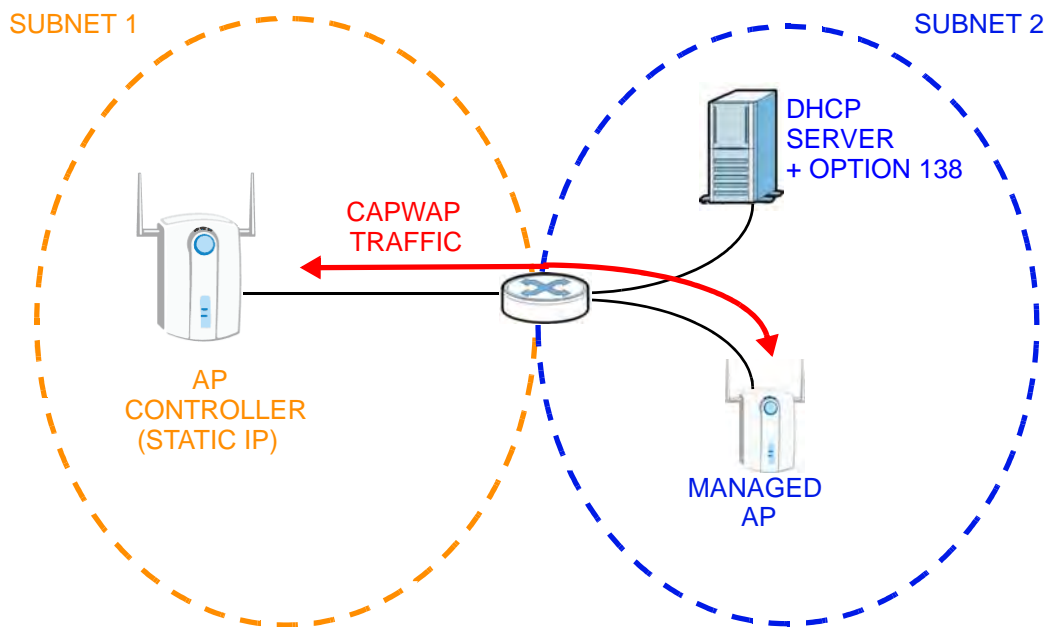 SUBNET 1
SUBNET 2
DHCP
SERVER
+ OPTION 138
CAPWAP
TRAFFIC
AP
CONTROLLER
(STATIC IP)
MANAGED
AP